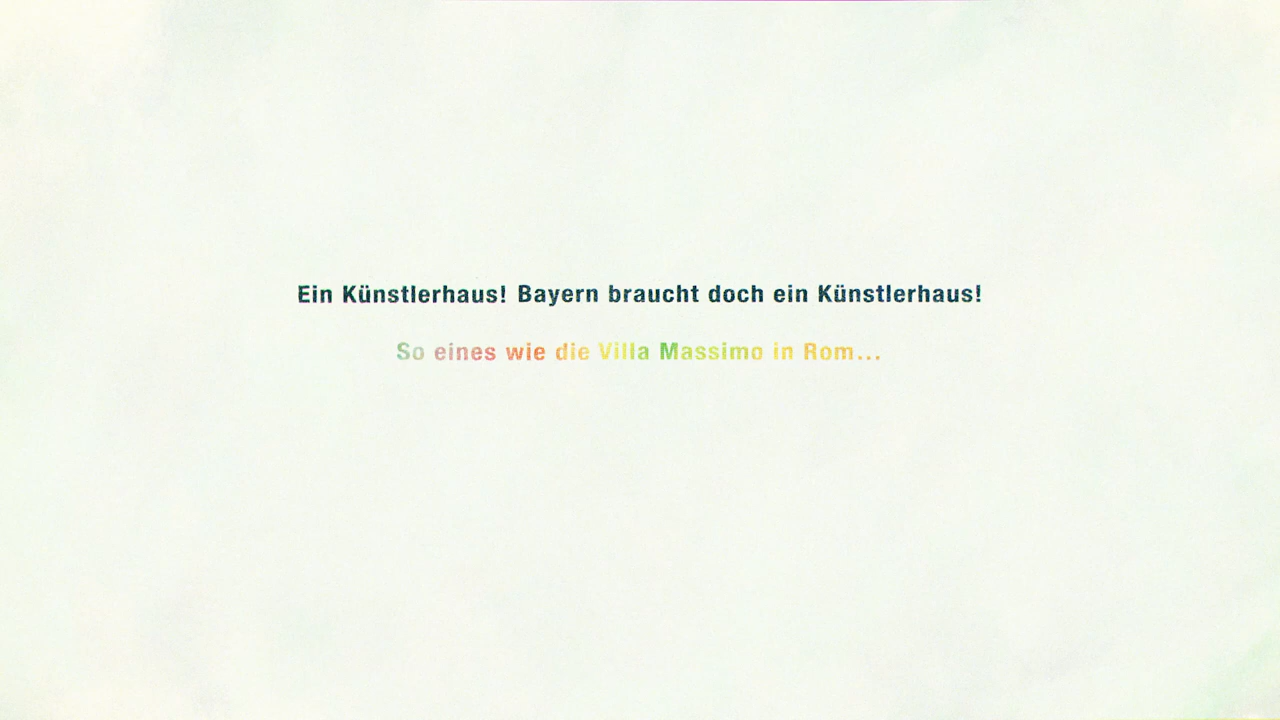 Ein Künstlerhaus! Bayern braucht doch ein Künstlerhaus!
So eines wie die Villa Massimo in Rom...